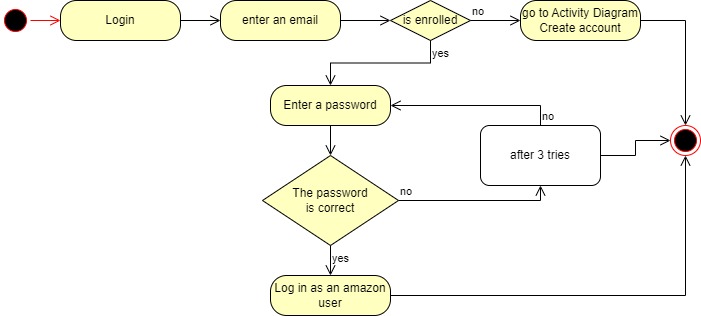 Login
enter an email
is enrolled
no
go to Activity Diagram
Create account
yes
Enter a password
no
after 3 tries
The password
is correct
no
yes
Log in as an amazon
user